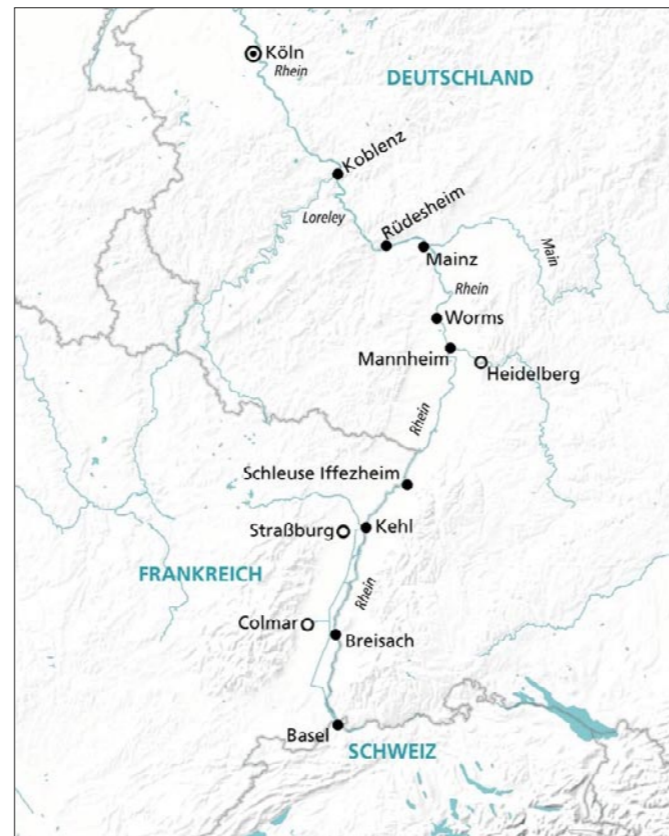 Köln
Rhein
DEUTSCHLAND
Koblenz
Loreley
Rüdesheim
Mainz
Main
Rhein
Worms
Mannheim
Heidelberg
Rhein
Schleuse Iffezheim
Straßburg
Kehl
FRANKREICH
Rhein
Colmar
Breisach
Basel
SCHWEIZ